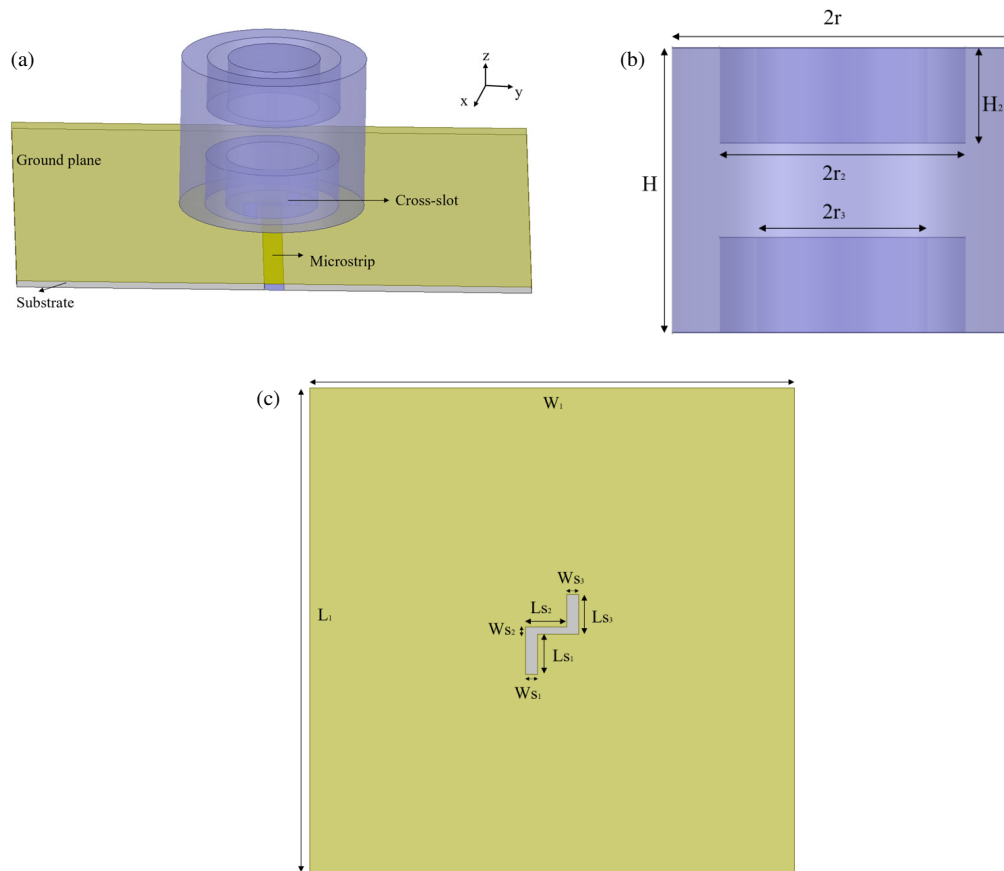 (a)
z
x
y
Ground plane
Cross-slot
Microstrip
Substrate
(b)
2r
H
H₂
2r₂
2r₃
(c)
W₁
L₁
Ws₃
Ls₂
Ls₃
Ws₂
Ls₁
Ws₁